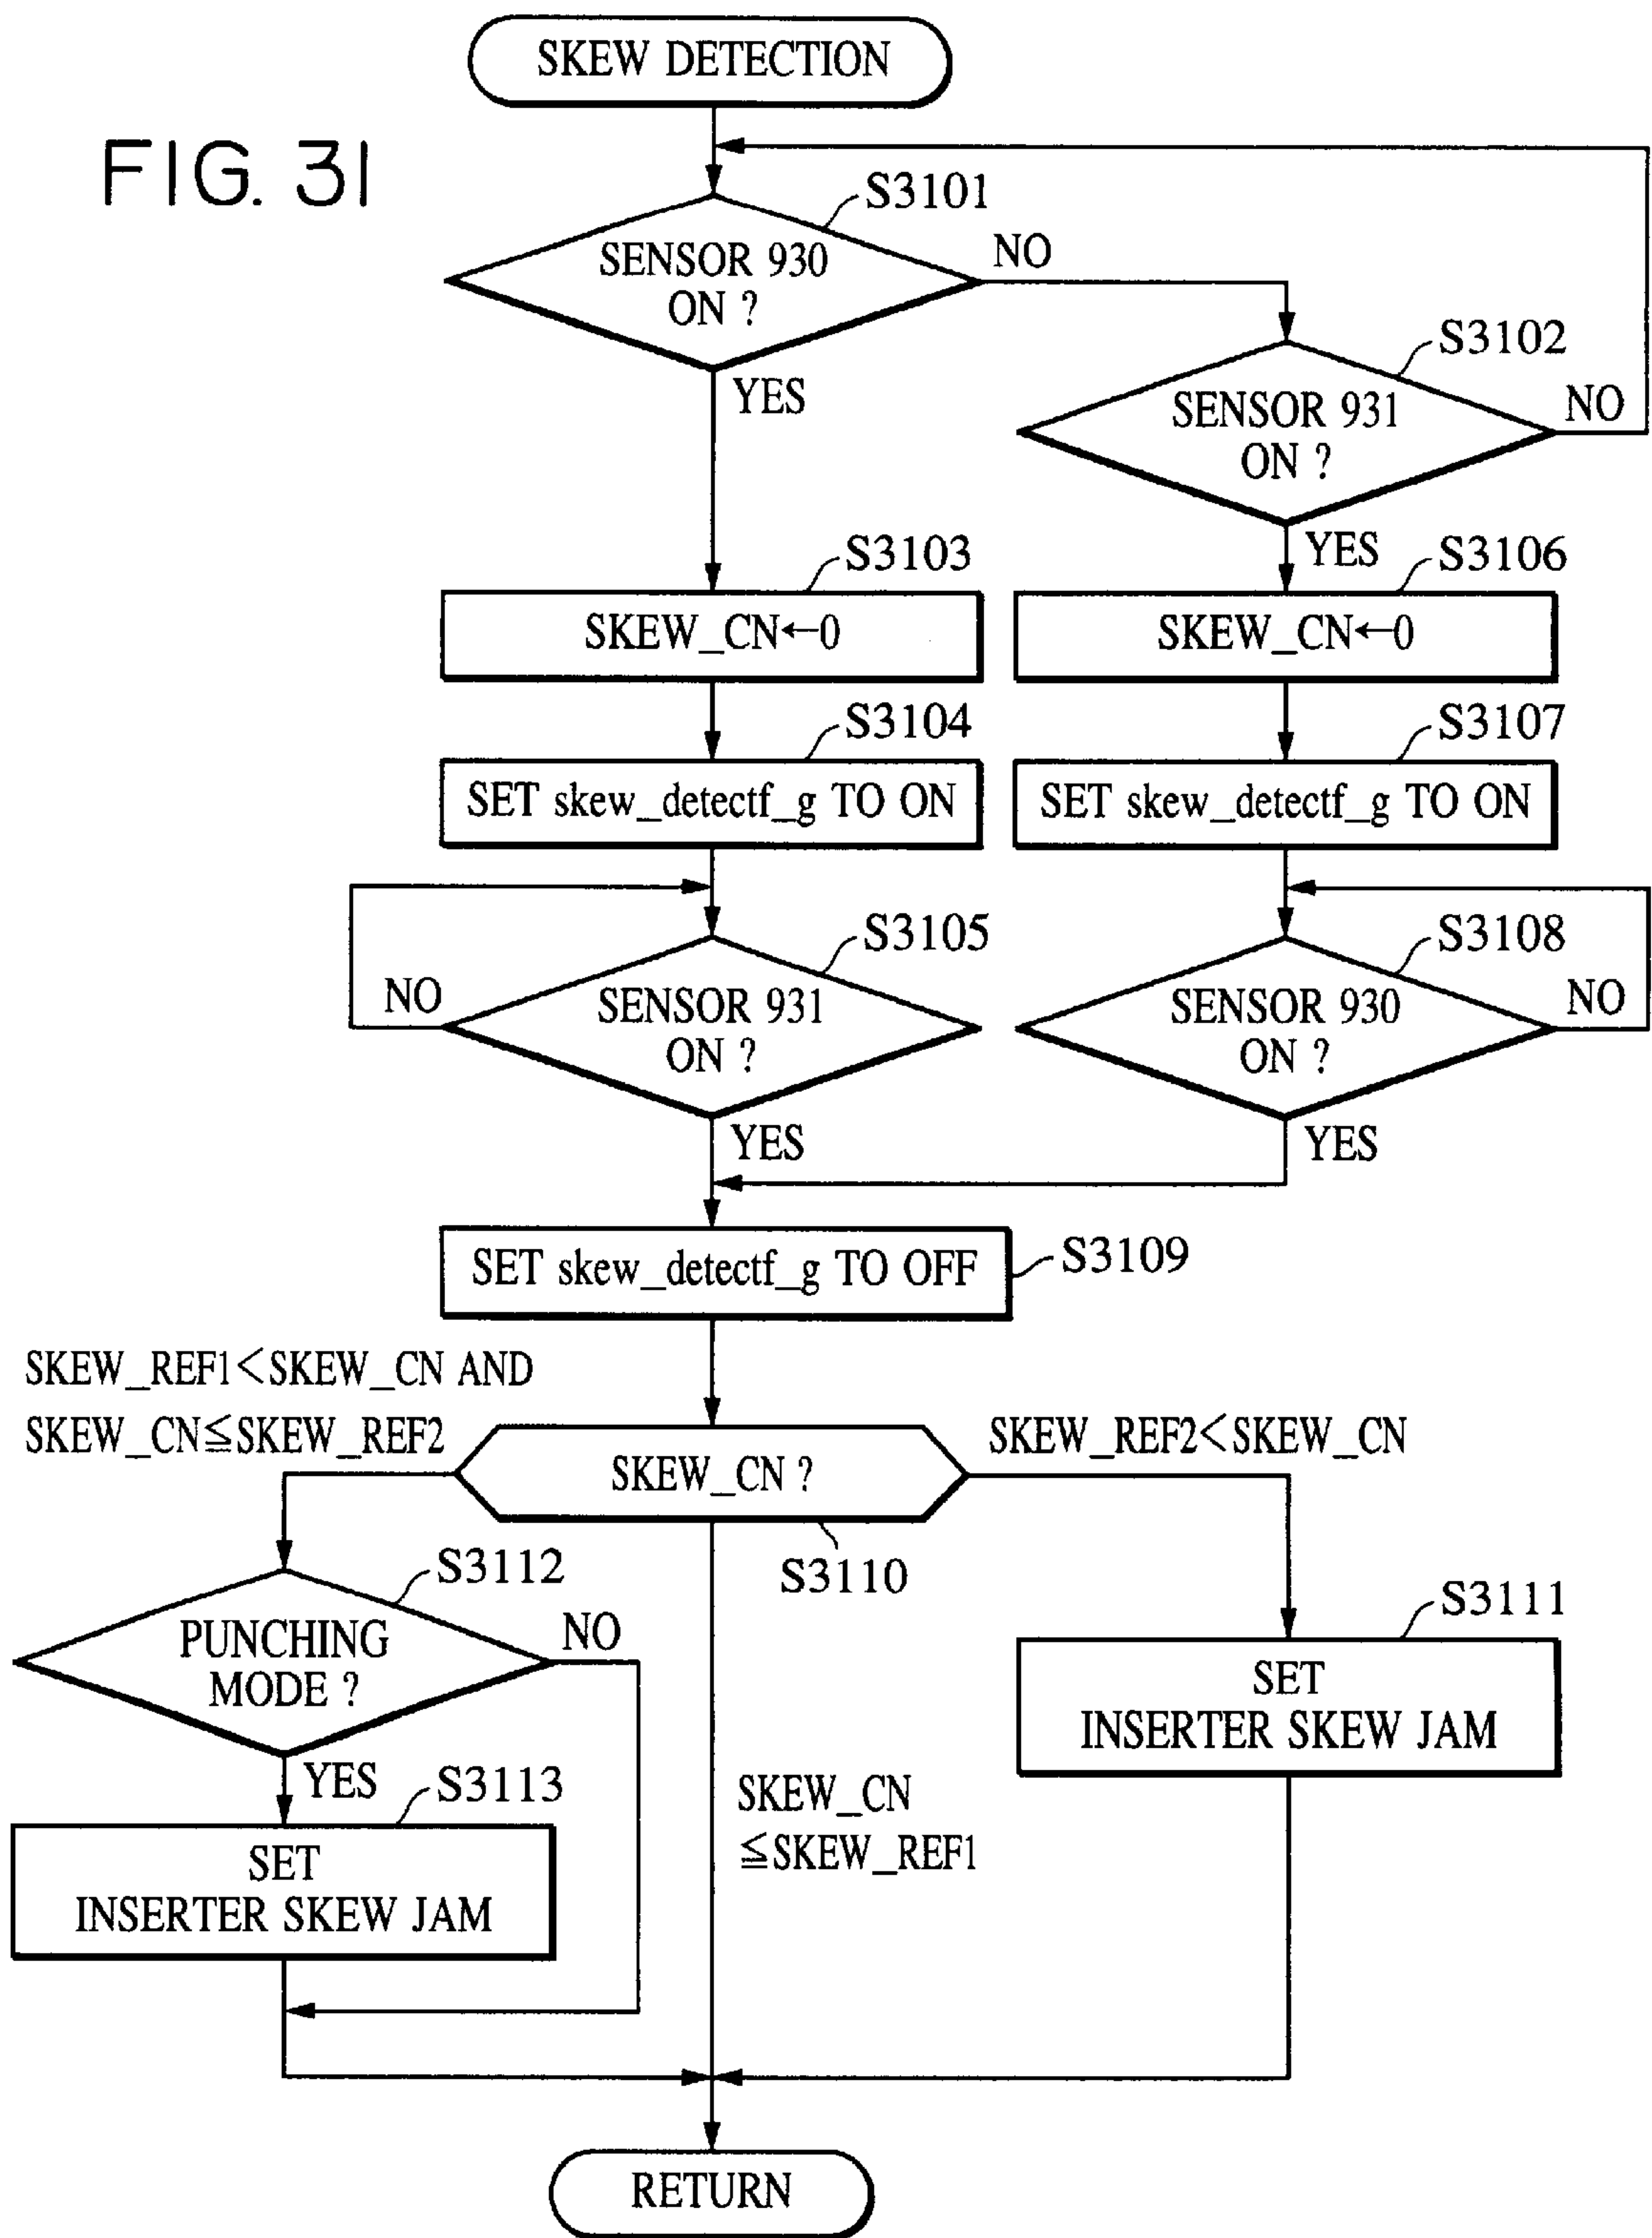 SKEW DETECTION
FIG. 31
S3101
SENSOR 930
ON ?
NO
YES
S3102
SENSOR 931
ON ?
NO
YES
S3103
SKEW_CN←0
S3106
SKEW_CN←0
S3104
SET skew_detectf_g TO ON
S3107
SET skew_detectf_g TO ON
S3105
SENSOR 931
ON ?
NO
YES
S3108
SENSOR 930
ON ?
NO
YES
SET skew_detectf_g TO OFF
S3109
SKEW_REF1<SKEW_CN AND
SKEW_CN≦SKEW_REF2
SKEW_REF2<SKEW_CN
SKEW_CN ?
S3110
S3112
PUNCHING
MODE ?
NO
YES
S3111
SET
INSERTER SKEW JAM
S3113
SET
INSERTER SKEW JAM
SKEW_CN
≦SKEW_REF1
RETURN